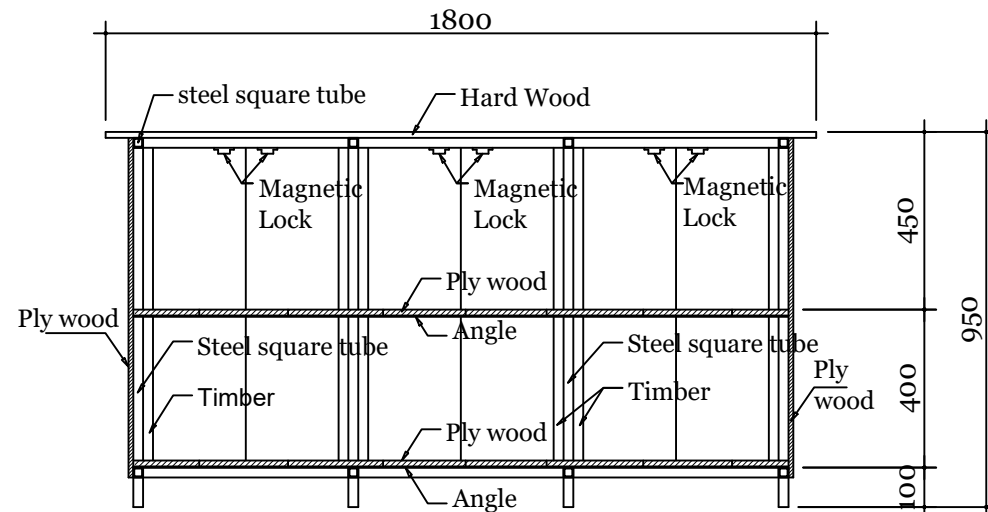 1800
steel square tube
Hard Wood
Magnetic
Lock
Magnetic
Lock
Magnetic
Lock
450
Ply wood
950
Ply wood
Angle
Steel square tube
Steel square tube
Ply
wood
400
Timber
Timber
Ply wood
Angle
100